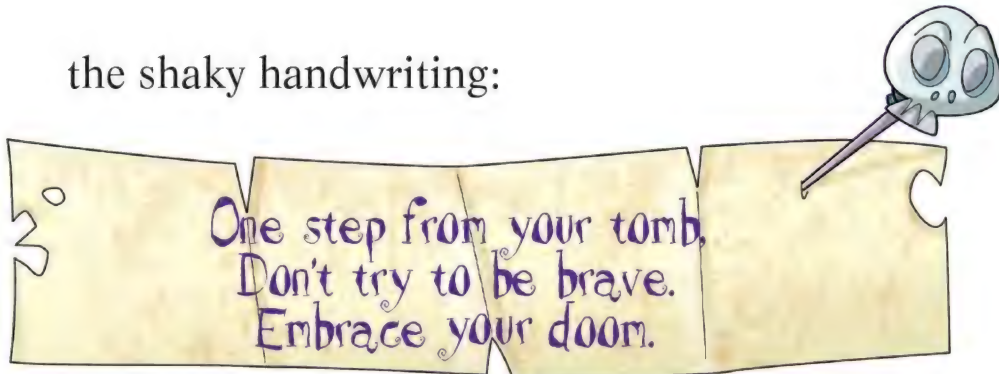 the shaky handwriting:
One step from your tomb,
Don't try to be brave.
Embrace your doom.